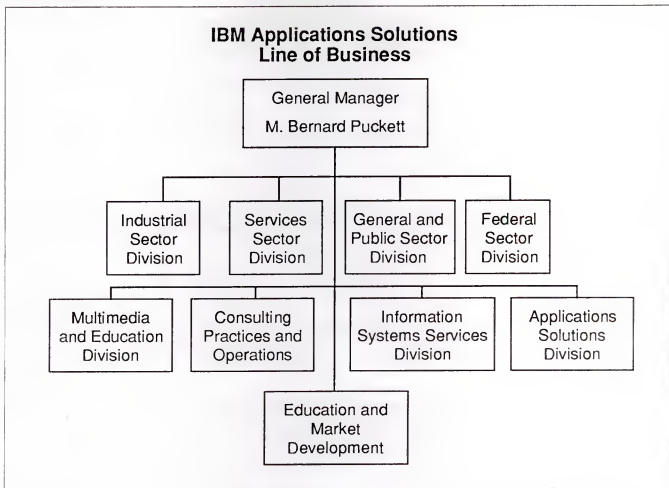 IBM Applications Solutions
Line of Business
General Manager
M. Bernard Puckett
Industrial
Sector
Division
Services
Sector
Division
General and
Public Sector
Division
Federal
Sector
Division
Multimedia
and Education
Division
Consulting
Practices and
Operations
Information
Systems Services
Division
Applications
Solutions
Division
Education and
Market
Development